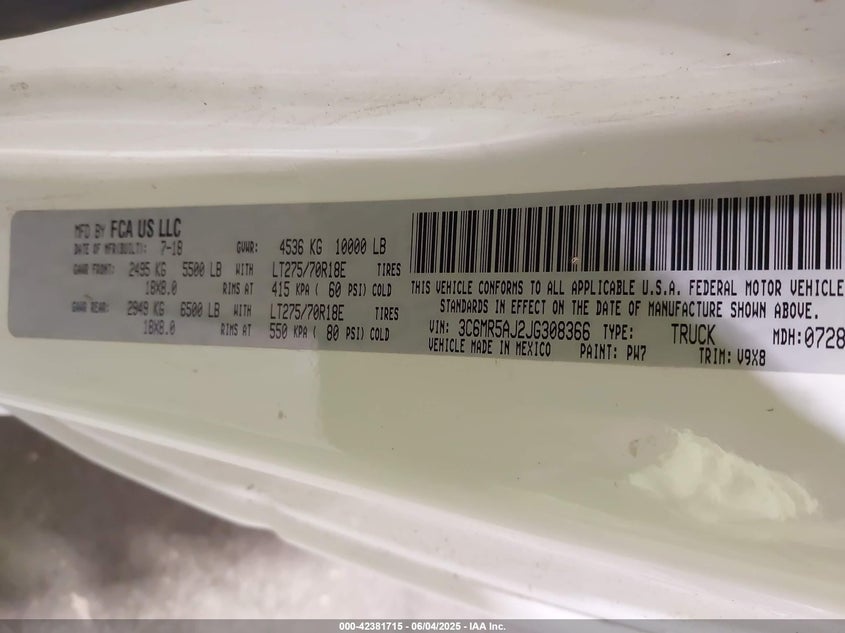 MFD BY FCA US LLC
DATE OF MFR(BUILT): 7-18 GVWR: 4536 KG 10000 LB
GAWR FRONT: 2495 KG 5500 LB WITH LT275/70R18E TIRES
18X8.0 RIMS AT 415 KPA ( 60 PSI) COLD
GAWR REAR: 2949 KG 6500 LB WITH LT275/70R18E TIRES
18X8.0 RIMS AT 550 KPA ( 80 PSI) COLD
THIS VEHICLE CONFORMS TO ALL APPLICABLE U.S.A. FEDERAL MOTOR VEHICLE
STANDARDS IN EFFECT ON THE DATE OF MANUFACTURE SHOWN ABOVE.
VIN: 3C6MR5AJ2JG308366 TYPE: TRUCK MDH:0728
VEHICLE MADE IN MEXICO PAINT: PW7 TRIM: V9X8
000-42381715 - 06/04/2025 - IAA Inc.